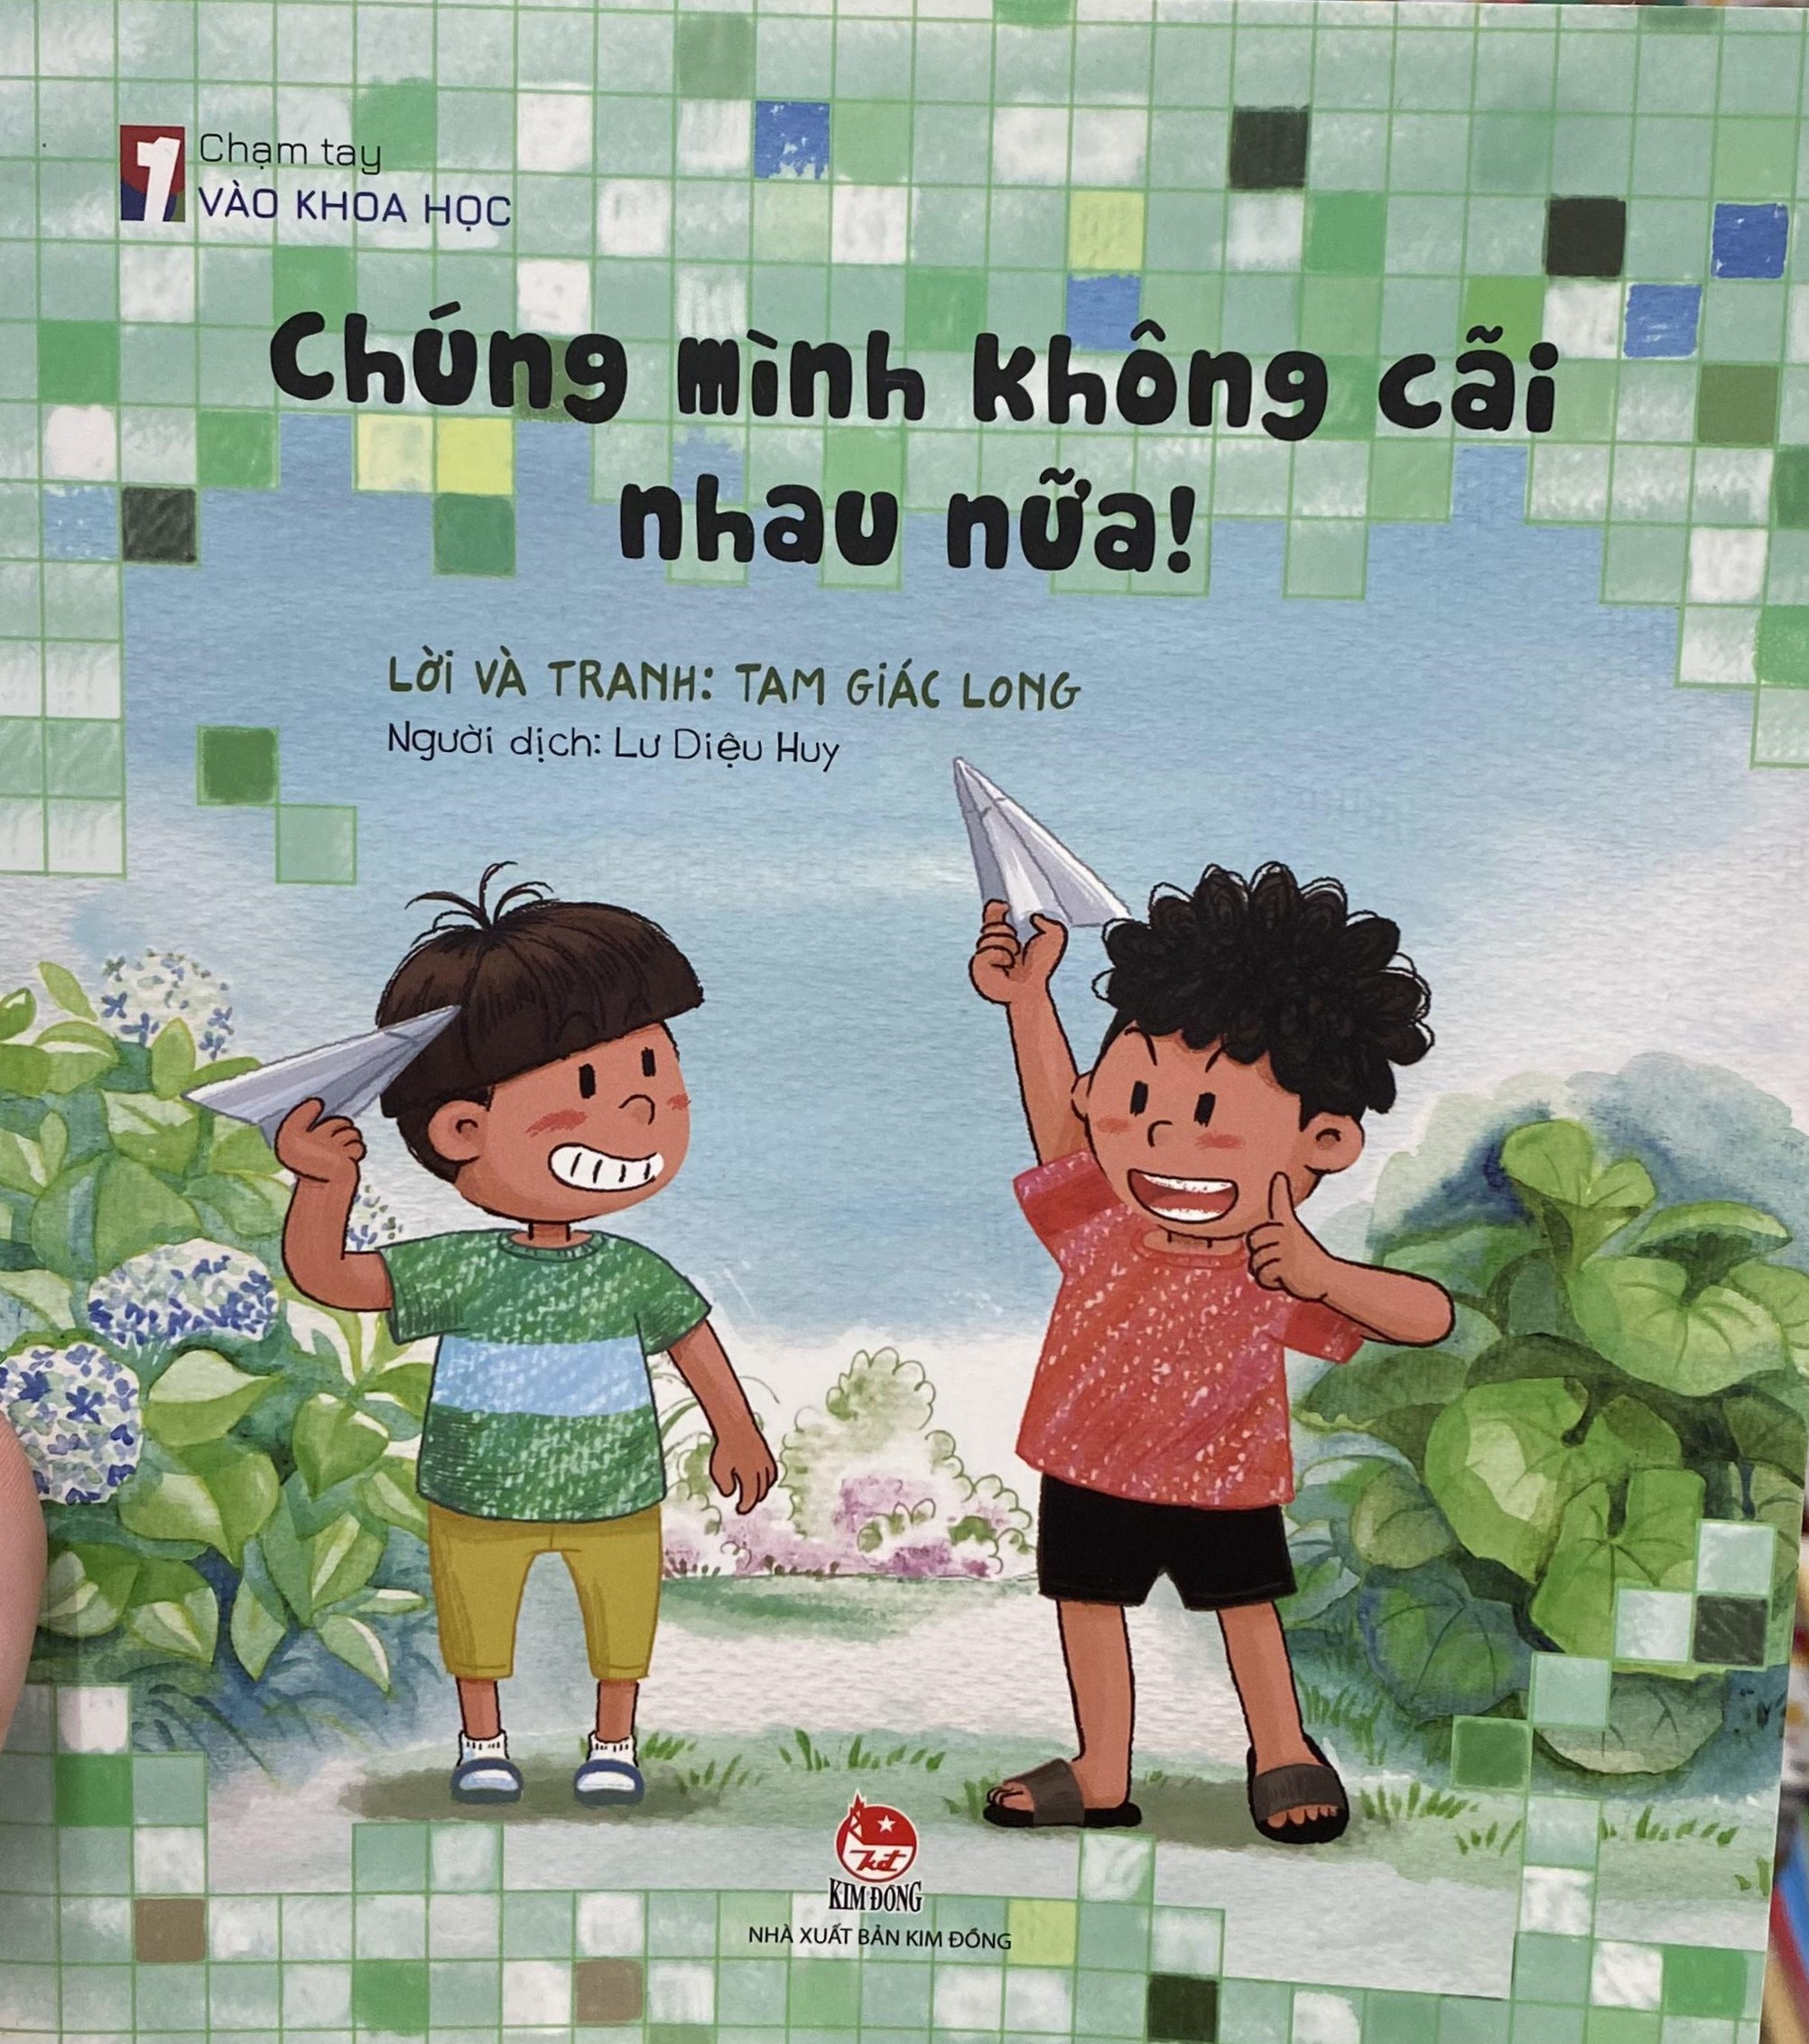 1 Chạm tay
VÀO KHOA HỌC
Chúng mình không cãi
nhau nữa!
LỜI VÀ TRANH: TAM GIÁC LONG
Người dịch: Lư Diệu Huy
kđ
KIM ĐỒNG
NHÀ XUẤT BẢN KIM ĐỒNG